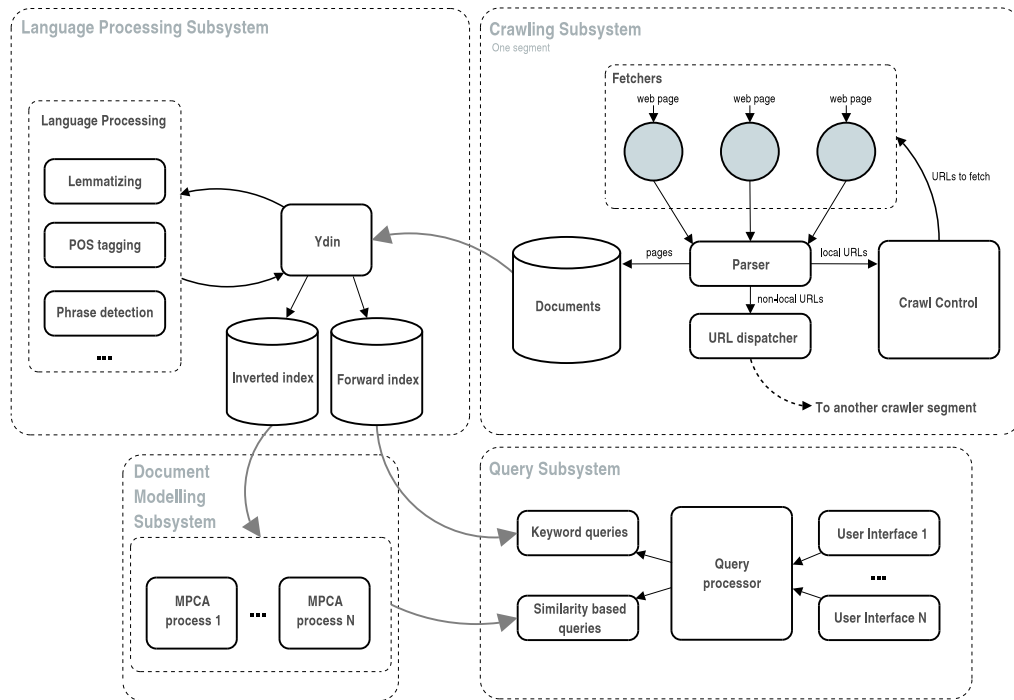 Language Processing Subsystem
Language Processing
Lemmatizing
POS tagging
Phrase detection
...
Ydin
Inverted index
Forward index
Crawling Subsystem
One segment
Fetchers
web page
web page
web page
URLs to fetch
pages
Parser
local URLs
Documents
non-local URLs
Crawl Control
URL dispatcher
To another crawler segment
Document
Modelling
Subsystem
MPCA
process 1
...
MPCA
process N
Query Subsystem
Keyword queries
Similarity based
queries
Query
processor
User Interface 1
...
User Interface N